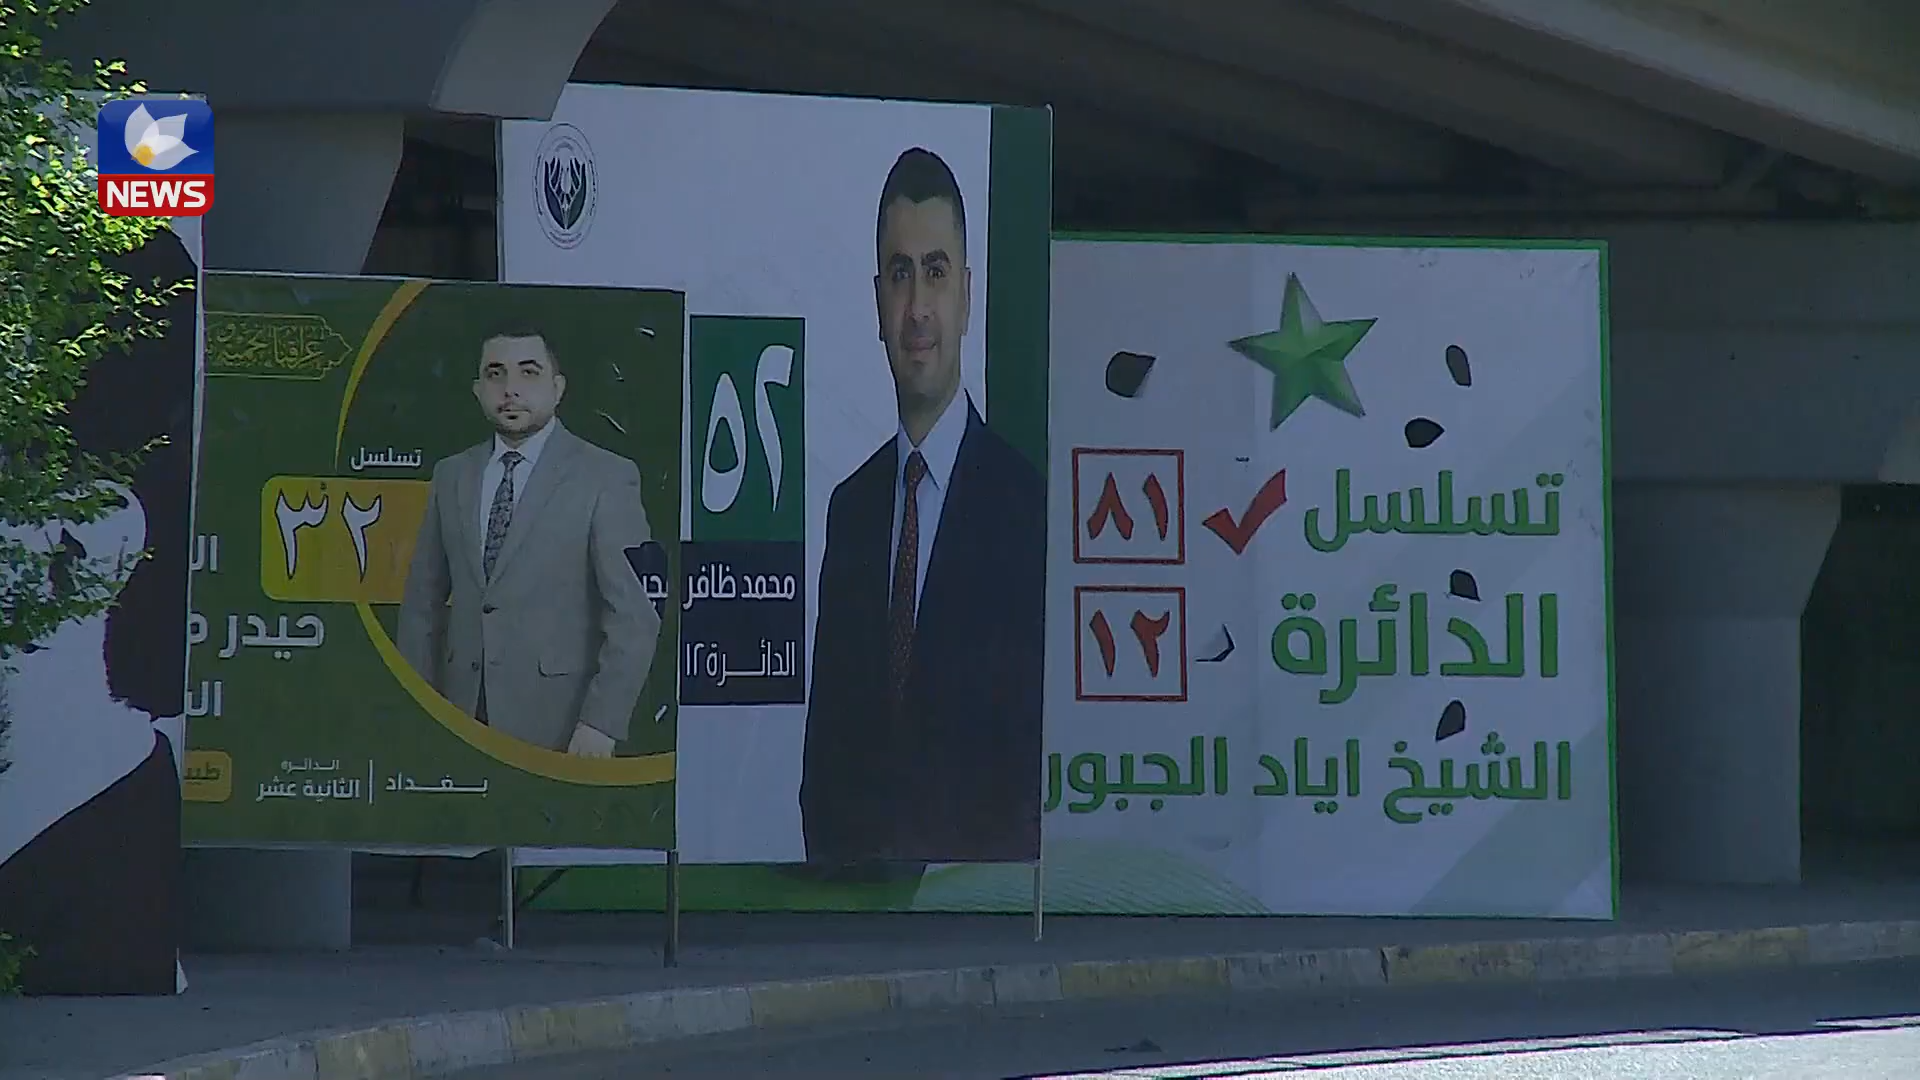 NEWS
تسلسل
٣٢
حيدر
الدائرة
الثانية عشر
بغداد
٥٢
محمد ظافر
الدائرة ١٢
تسلسل ٨١
الدائرة ١٢
الشيخ اياد الجبور